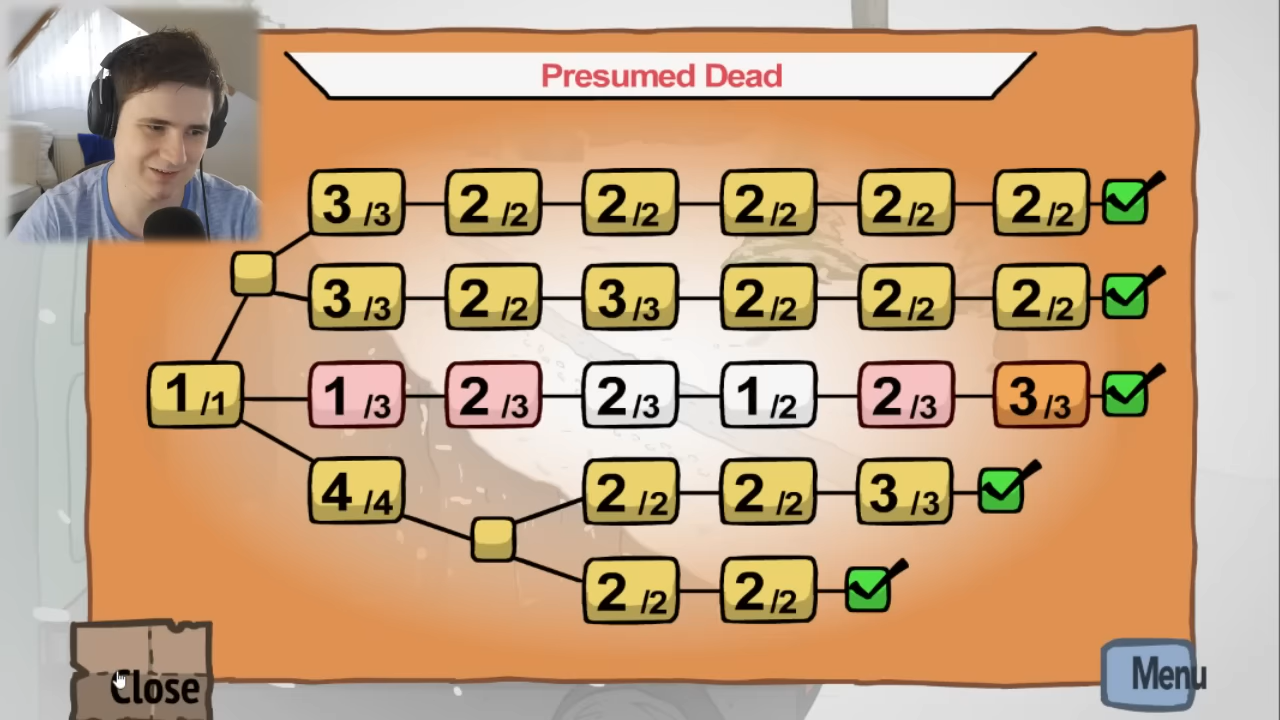 Presumed Dead
3/3 2/2 2/2 2/2 2/2 2/2
3/3 2/2 3/3 2/2 2/2 2/2
1/1 1/3 2/3 2/3 1/2 2/3 3/3
4/4 2/2 2/2 3/3
2/2 2/2
Close Menu